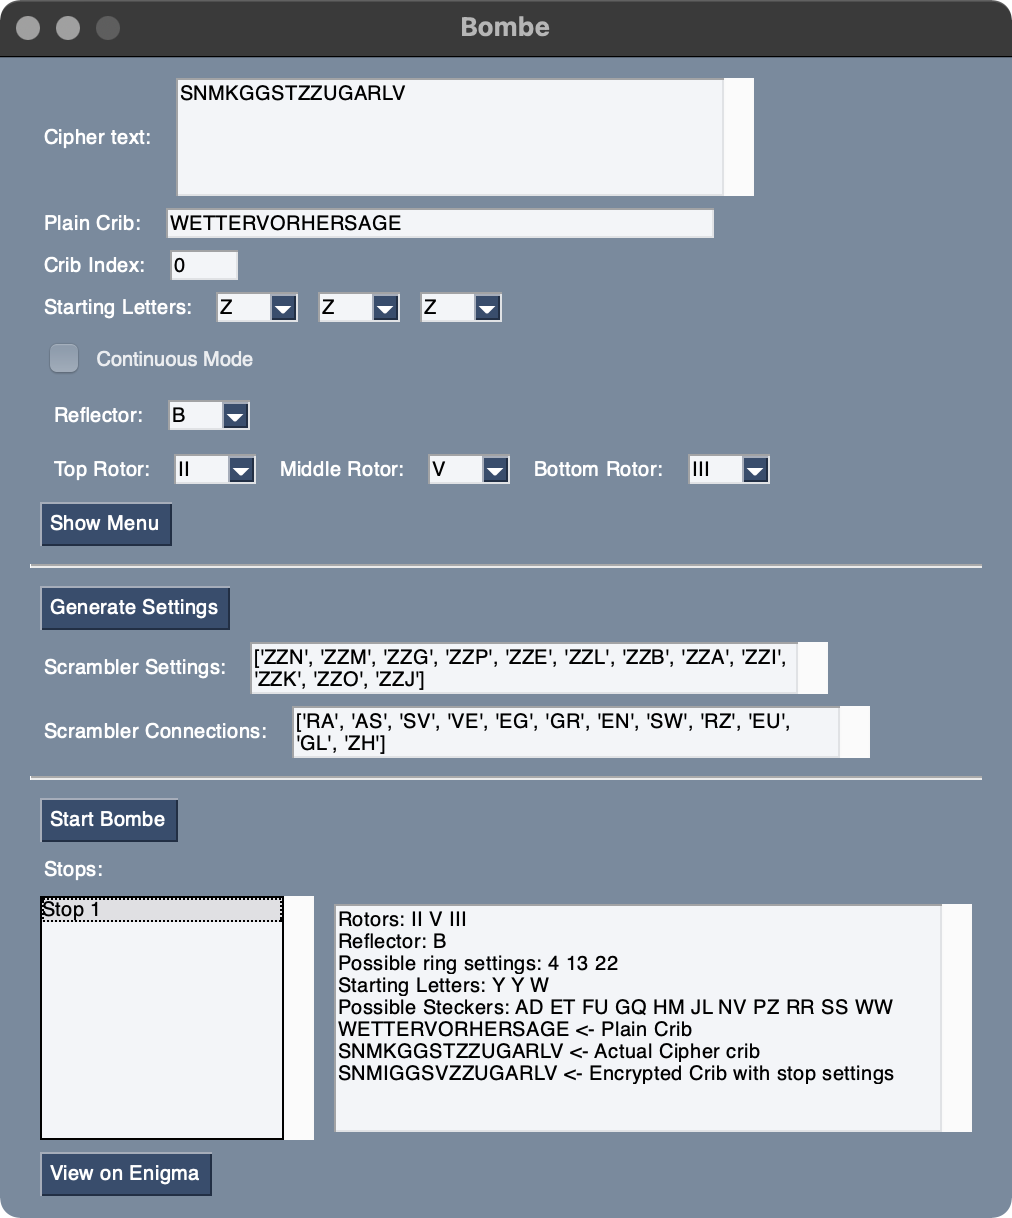 Bombe
Cipher text:
SNMKGGSTZZUGARLV
Plain Crib: WETTERVORHERSAGE
Crib Index: 0
Starting Letters: Z Z Z
Continuous Mode
Reflector: B
Top Rotor: II Middle Rotor: V Bottom Rotor: III
Show Menu
Generate Settings
Scrambler Settings:
['ZZN', 'ZZM', 'ZZG', 'ZZP', 'ZZE', 'ZZL', 'ZZB', 'ZZA', 'ZZI',
'ZZK', 'ZZO', 'ZZJ']
Scrambler Connections:
['RA', 'AS', 'SV', 'VE', 'EG', 'GR', 'EN', 'SW', 'RZ', 'EU',
'GL', 'ZH']
Start Bombe
Stops:
Stop 1
Rotors: II V III
Reflector: B
Possible ring settings: 4 13 22
Starting Letters: Y Y W
Possible Steckers: AD ET FU GQ HM JL NV PZ RR SS WW
WETTERVORHERSAGE <- Plain Crib
SNMKGGSTZZUGARLV <- Actual Cipher crib
SNMIGGSVZZUGARLV <- Encrypted Crib with stop settings
View on Enigma